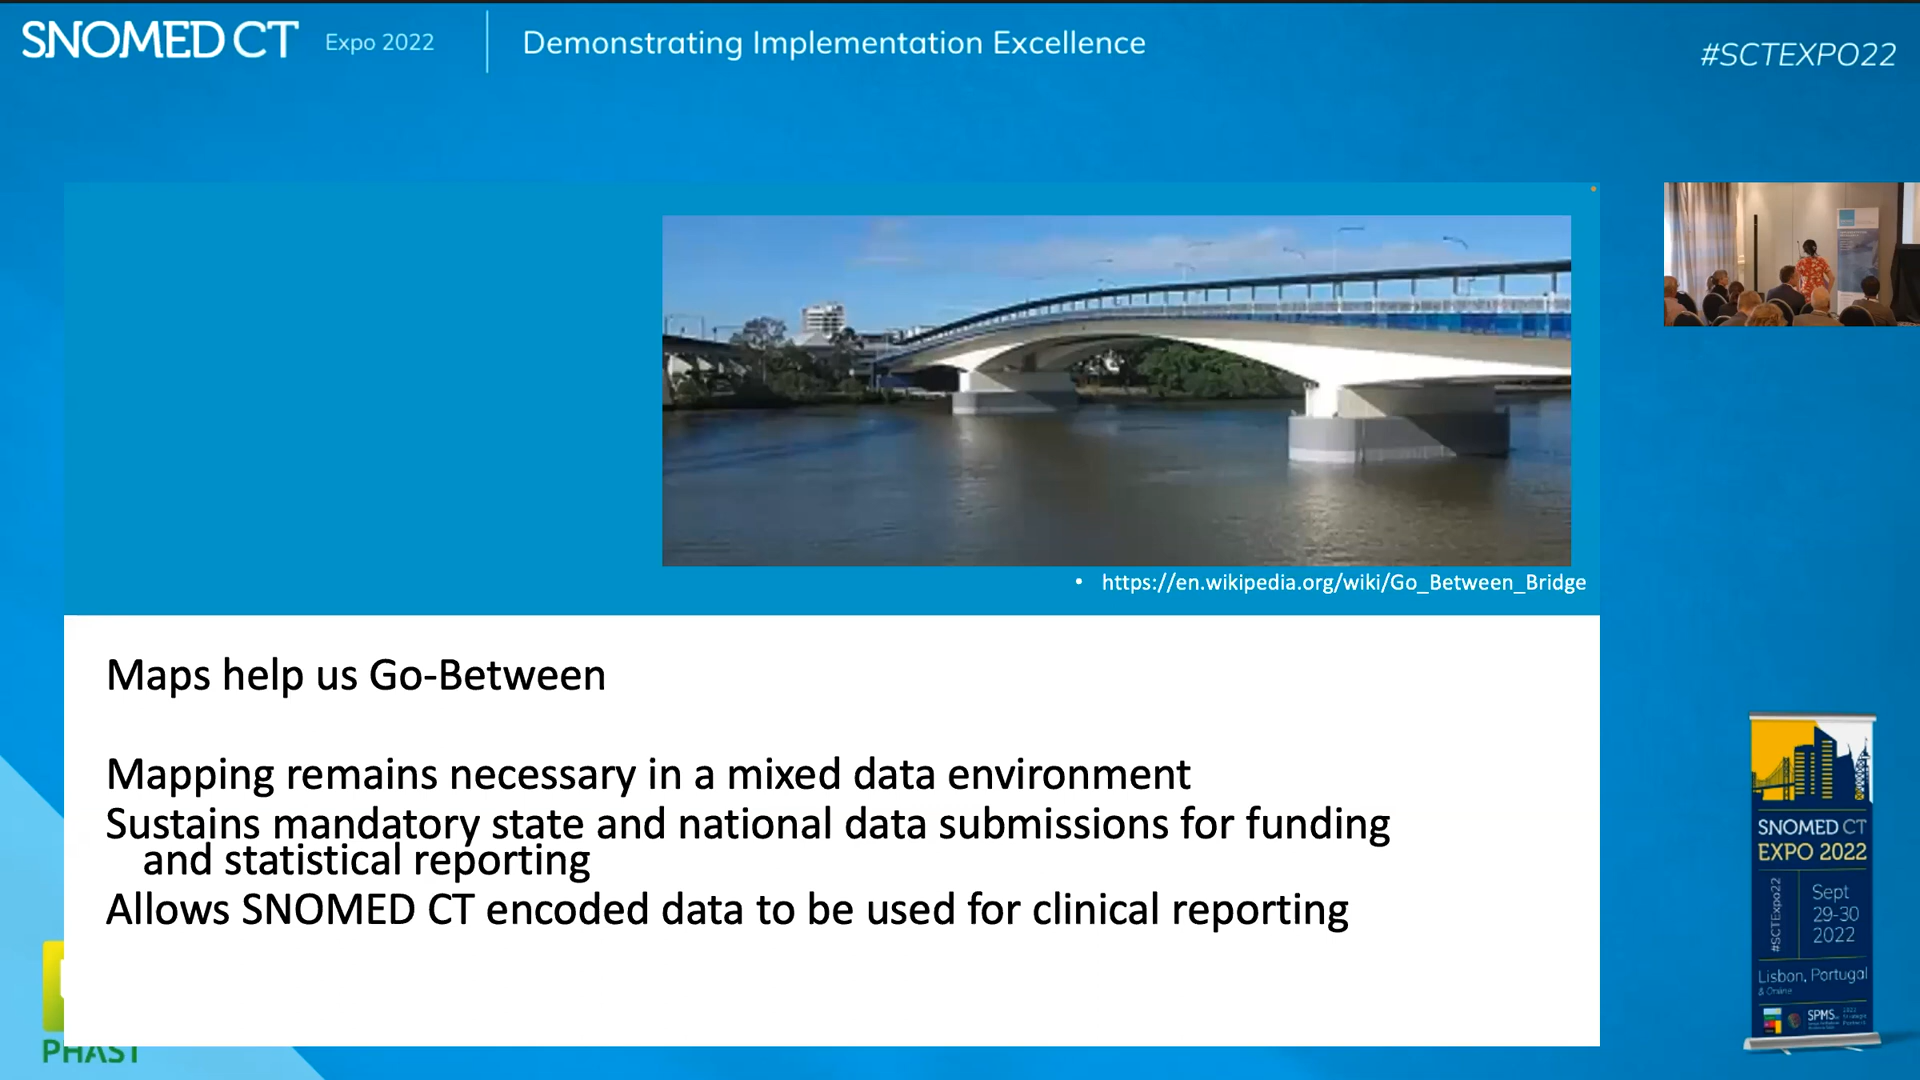 SNOMED CT Expo 2022 Demonstrating Implementation Excellence #SCTEXPO22
• https://en.wikipedia.org/wiki/Go_Between_Bridge
Maps help us Go-Between
Mapping remains necessary in a mixed data environment
Sustains mandatory state and national data submissions for funding
and statistical reporting
Allows SNOMED CT encoded data to be used for clinical reporting
PHAST
SNOMED CT
EXPO 2022
#SCTExpo22
Sept
29-30
2022
Lisbon, Portugal
& Online
SPMS